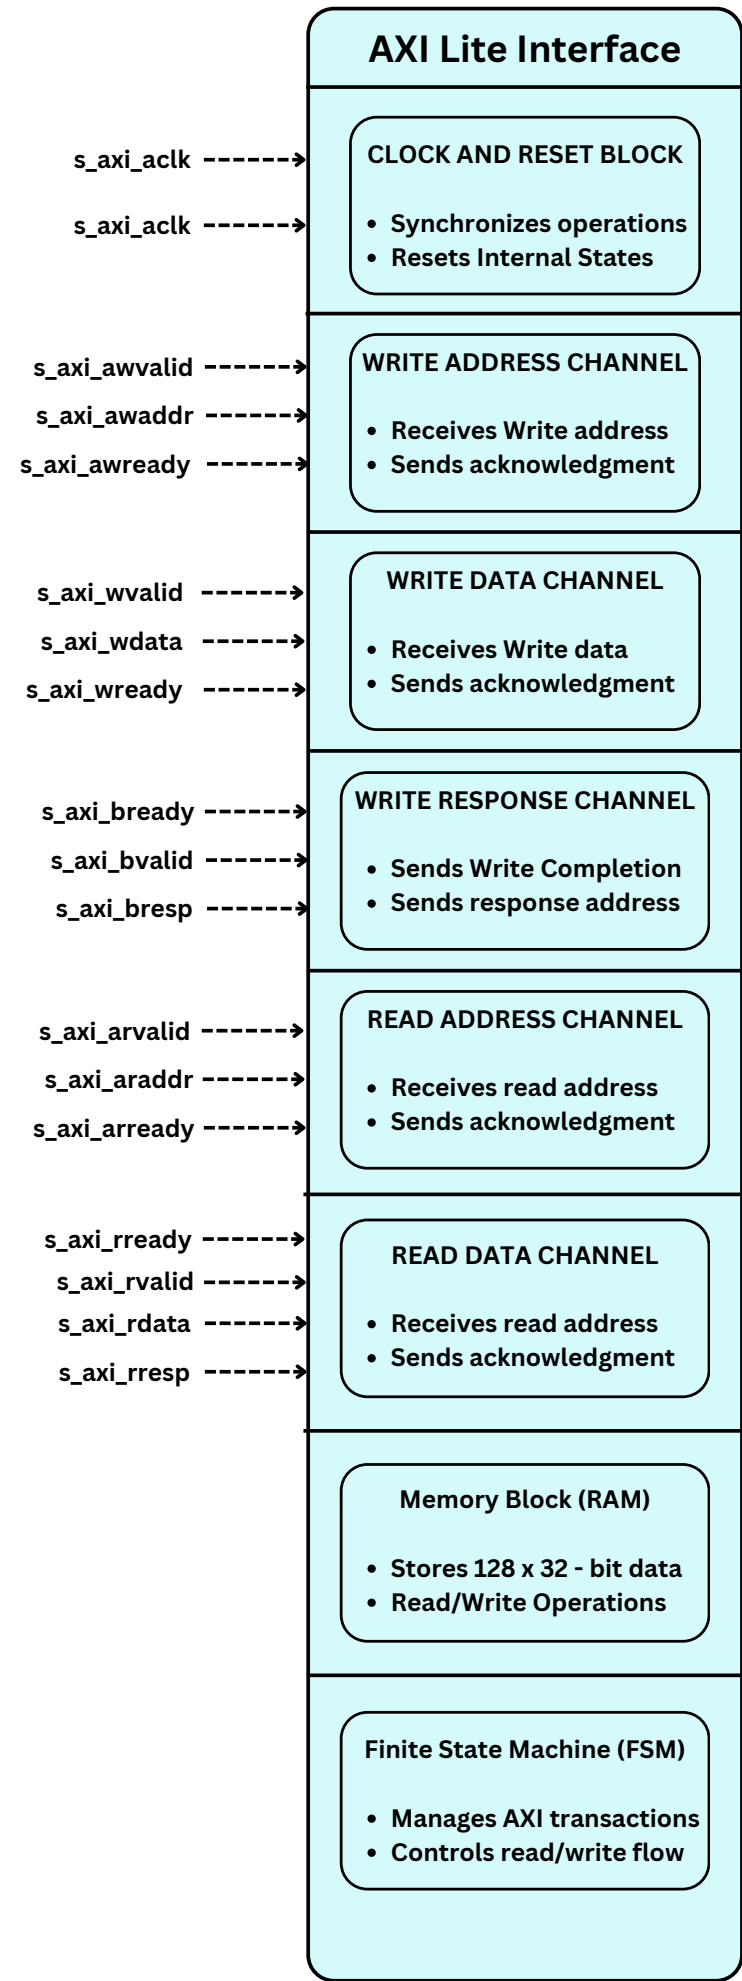 AXI Lite Interface
s_axi_aclk
s_axi_aclk
CLOCK AND RESET BLOCK
• Synchronizes operations
• Resets Internal States
s_axi_awvalid
s_axi_awaddr
s_axi_awready
WRITE ADDRESS CHANNEL
• Receives Write address
• Sends acknowledgment
s_axi_wvalid
s_axi_wdata
s_axi_wready
WRITE DATA CHANNEL
• Receives Write data
• Sends acknowledgment
s_axi_bready
s_axi_bvalid
s_axi_bresp
WRITE RESPONSE CHANNEL
• Sends Write Completion
• Sends response address
s_axi_arvalid
s_axi_araddr
s_axi_arready
READ ADDRESS CHANNEL
• Receives read address
• Sends acknowledgment
s_axi_rready
s_axi_rvalid
s_axi_rdata
s_axi_rresp
READ DATA CHANNEL
• Receives read address
• Sends acknowledgment
Memory Block (RAM)
• Stores 128 x 32 - bit data
• Read/Write Operations
Finite State Machine (FSM)
• Manages AXI transactions
• Controls read/write flow